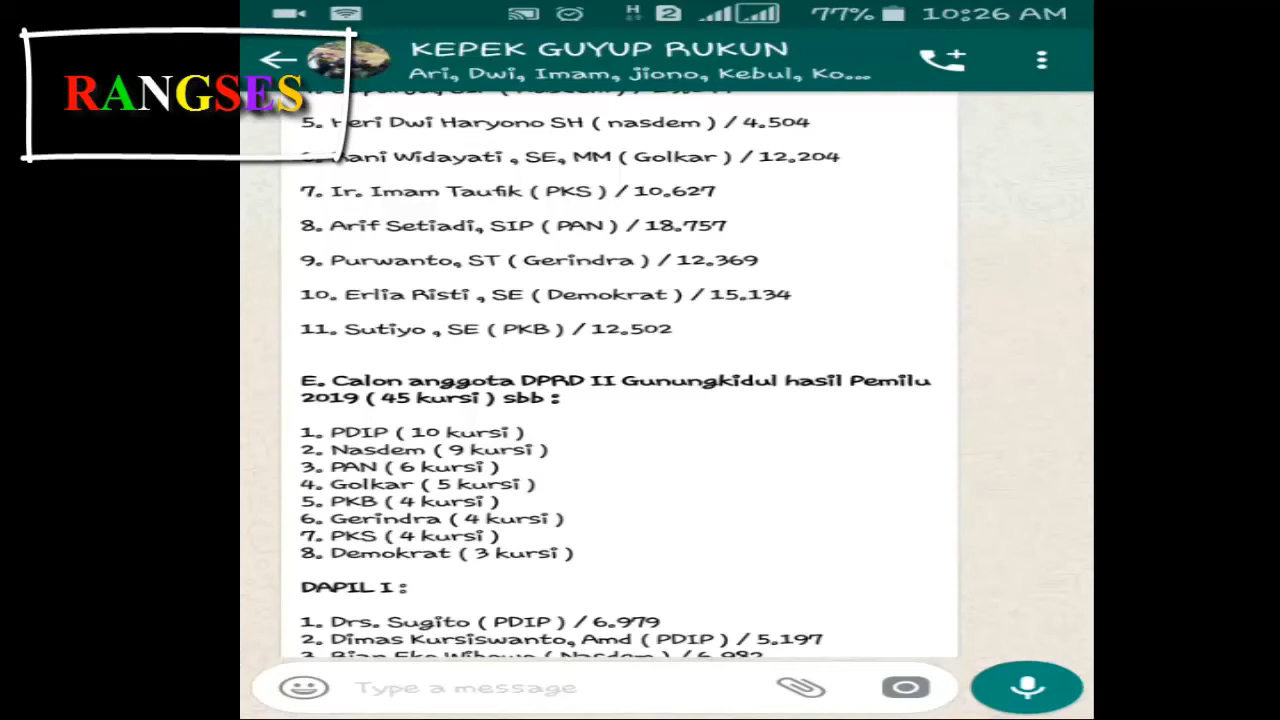 H 2 77% 10:26 AM
RANGSES
KEPEK GUYUP RUKUN
Ari, Dwi, Imam, jiono, Kebul, Ko...
5. Heri Dwi Haryono SH ( nasdem ) / 4.504
Widayati , SE, MM ( Golkar ) / 12.204
7. Ir. Imam Taufik ( PKS ) / 10.627
8. Arif Setiadi, SIP ( PAN ) / 18.757
9. Purwanto, ST ( Gerindra ) / 12.369
10. Erlia Risti , SE ( Demokrat ) / 15.134
11. Sutiyo , SE ( PKB ) / 12.502
E. Calon anggota DPRD II Gunungkidul hasil Pemilu
2019 ( 45 kursi ) sbb :
1. PDIP ( 10 kursi )
2. Nasdem ( 9 kursi )
3. PAN ( 6 kursi )
4. Golkar ( 5 kursi )
5. PKB ( 4 kursi )
6. Gerindra ( 4 kursi )
7. PKS ( 4 kursi )
8. Demokrat ( 3 kursi )
DAPIL I :
1. Drs. Sugito ( PDIP ) / 6.979
2. Dimas Kursiswanto, Amd ( PDIP ) / 5.197
Type a message